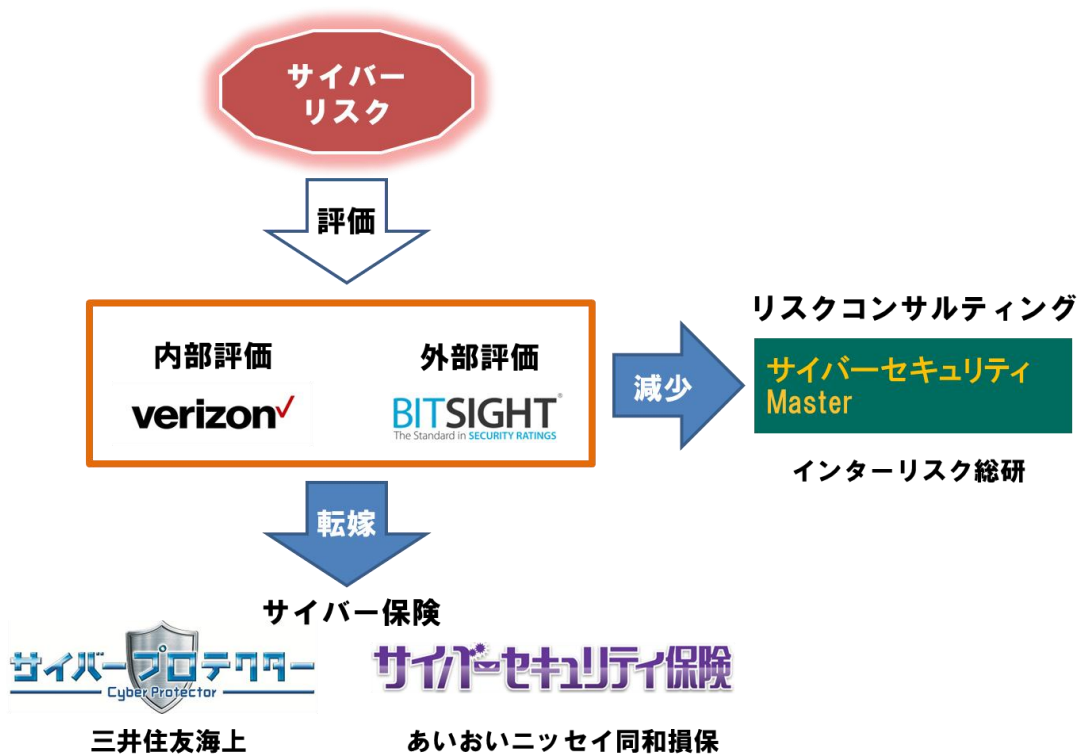 サイバー
リスク
評価
内部評価
外部評価
verizon✓
BITSIGHT®
The Standard in SECURITY RATINGS
減少
リスクコンサルティング
サイバーセキュリティ
Master
インターリスク総研
転嫁
サイバー保険
サイバープロテクター
Cyber Protector
三井住友海上
サイバーセキュリティ保険
あいおいニッセイ同和損保